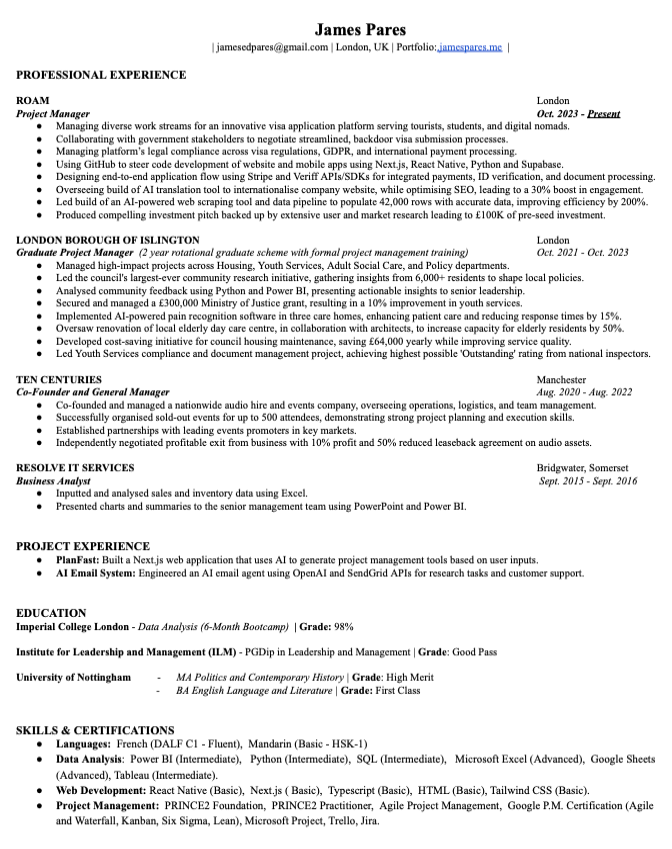 James Pares
| jamesedpares@gmail.com | London, UK | Portfolio: jamespares.me |
PROFESSIONAL EXPERIENCE
ROAM London
Project Manager Oct. 2023 - Present
● Managing diverse work streams for an innovative visa application platform serving tourists, students, and digital nomads.
● Collaborating with government stakeholders to negotiate streamlined, backdoor visa submission processes.
● Managing platform's legal compliance across visa regulations, GDPR, and international payment processing.
● Using GitHub to steer code development of website and mobile apps using Next.js, React Native, Python and Supabase.
● Designing end-to-end application flow using Stripe and Veriff APIs/SDKs for integrated payments, ID verification, and document processing.
● Overseeing build of AI translation tool to internationalise company website, while optimising SEO, leading to a 30% boost in engagement.
● Led build of an AI-powered web scraping tool and data pipeline to populate 42,000 rows with accurate data, improving efficiency by 200%.
● Produced compelling investment pitch backed up by extensive user and market research leading to £100K of pre-seed investment.
LONDON BOROUGH OF ISLINGTON London
Graduate Project Manager (2 year rotational graduate scheme with formal project management training) Oct. 2021 - Oct. 2023
● Managed high-impact projects across Housing, Youth Services, Adult Social Care, and Policy departments.
● Led the council's largest-ever community research initiative, gathering insights from 6,000+ residents to shape local policies.
● Analysed community feedback using Python and Power BI, presenting actionable insights to senior leadership.
● Secured and managed a £300,000 Ministry of Justice grant, resulting in a 10% improvement in youth services.
● Implemented AI-powered pain recognition software in three care homes, enhancing patient care and reducing response times by 15%.
● Oversaw renovation of local elderly day care centre, in collaboration with architects, to increase capacity for elderly residents by 50%.
● Developed cost-saving initiative for council housing maintenance, saving £64,000 yearly while improving service quality.
● Led Youth Services compliance and document management project, achieving highest possible 'Outstanding' rating from national inspectors.
TEN CENTURIES Manchester
Co-Founder and General Manager Aug. 2020 - Aug. 2022
● Co-founded and managed a nationwide audio hire and events company, overseeing operations, logistics, and team management.
● Successfully organised sold-out events for up to 500 attendees, demonstrating strong project planning and execution skills.
● Established partnerships with leading events promoters in key markets.
● Independently negotiated profitable exit from business with 10% profit and 50% reduced leaseback agreement on audio assets.
RESOLVE IT SERVICES Bridgwater, Somerset
Business Analyst Sept. 2015 - Sept. 2016
● Inputted and analysed sales and inventory data using Excel.
● Presented charts and summaries to the senior management team using PowerPoint and Power BI.
PROJECT EXPERIENCE
● PlanFast: Built a Next.js web application that uses AI to generate project management tools based on user inputs.
● AI Email System: Engineered an AI email agent using OpenAI and SendGrid APIs for research tasks and customer support.
EDUCATION
Imperial College London - Data Analysis (6-Month Bootcamp) | Grade: 98%
Institute for Leadership and Management (ILM) - PGDip in Leadership and Management | Grade: Good Pass
University of Nottingham - MA Politics and Contemporary History | Grade: High Merit
- BA English Language and Literature | Grade: First Class
SKILLS & CERTIFICATIONS
● Languages: French (DALF C1 - Fluent), Mandarin (Basic - HSK-1)
● Data Analysis: Power BI (Intermediate), Python (Intermediate), SQL (Intermediate), Microsoft Excel (Advanced), Google Sheets
(Advanced), Tableau (Intermediate).
● Web Development: React Native (Basic), Next.js ( Basic), Typescript (Basic), HTML (Basic), Tailwind CSS (Basic).
● Project Management: PRINCE2 Foundation, PRINCE2 Practitioner, Agile Project Management, Google P.M. Certification (Agile
and Waterfall, Kanban, Six Sigma, Lean), Microsoft Project, Trello, Jira.